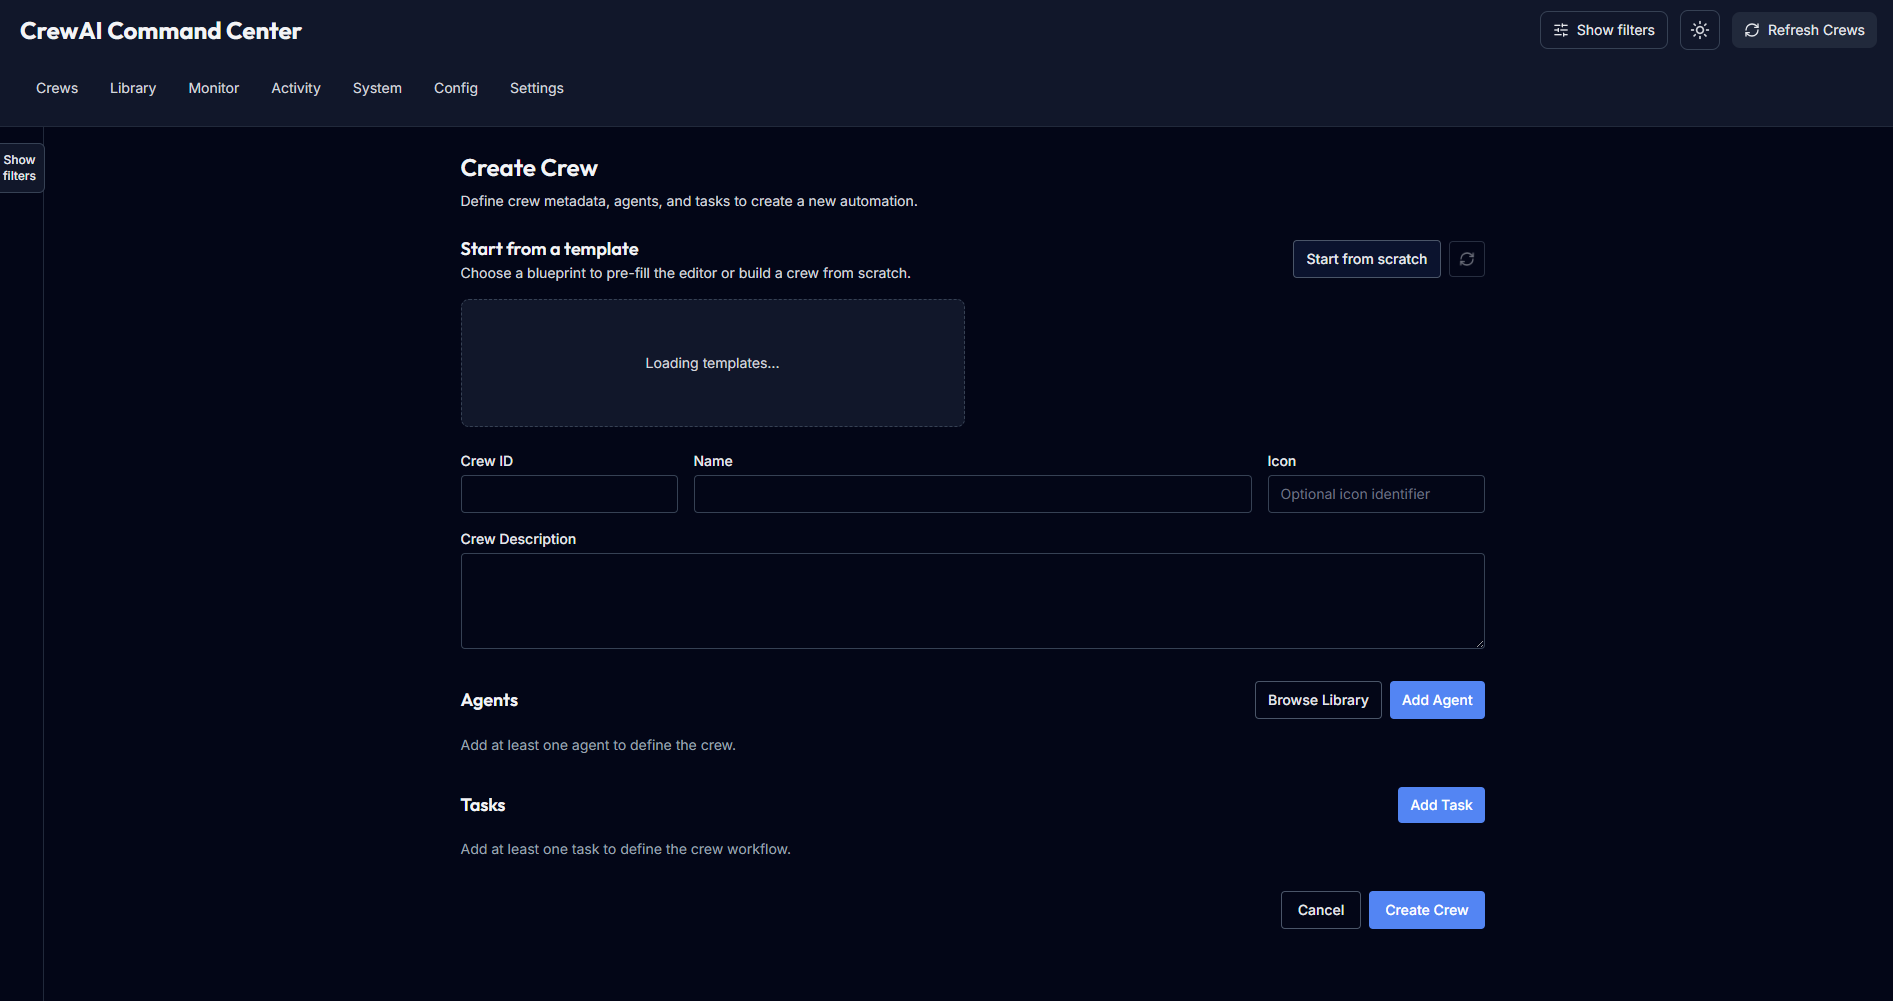 CrewAI Command Center
Show filters
Refresh Crews
Crews
Library
Monitor
Activity
System
Config
Settings
Show
filters
Create Crew
Define crew metadata, agents, and tasks to create a new automation.
Start from a template
Choose a blueprint to pre-fill the editor or build a crew from scratch.
Start from scratch
Loading templates...
Crew ID
Name
Icon
Optional icon identifier
Crew Description
Agents
Browse Library
Add Agent
Add at least one agent to define the crew.
Tasks
Add Task
Add at least one task to define the crew workflow.
Cancel
Create Crew